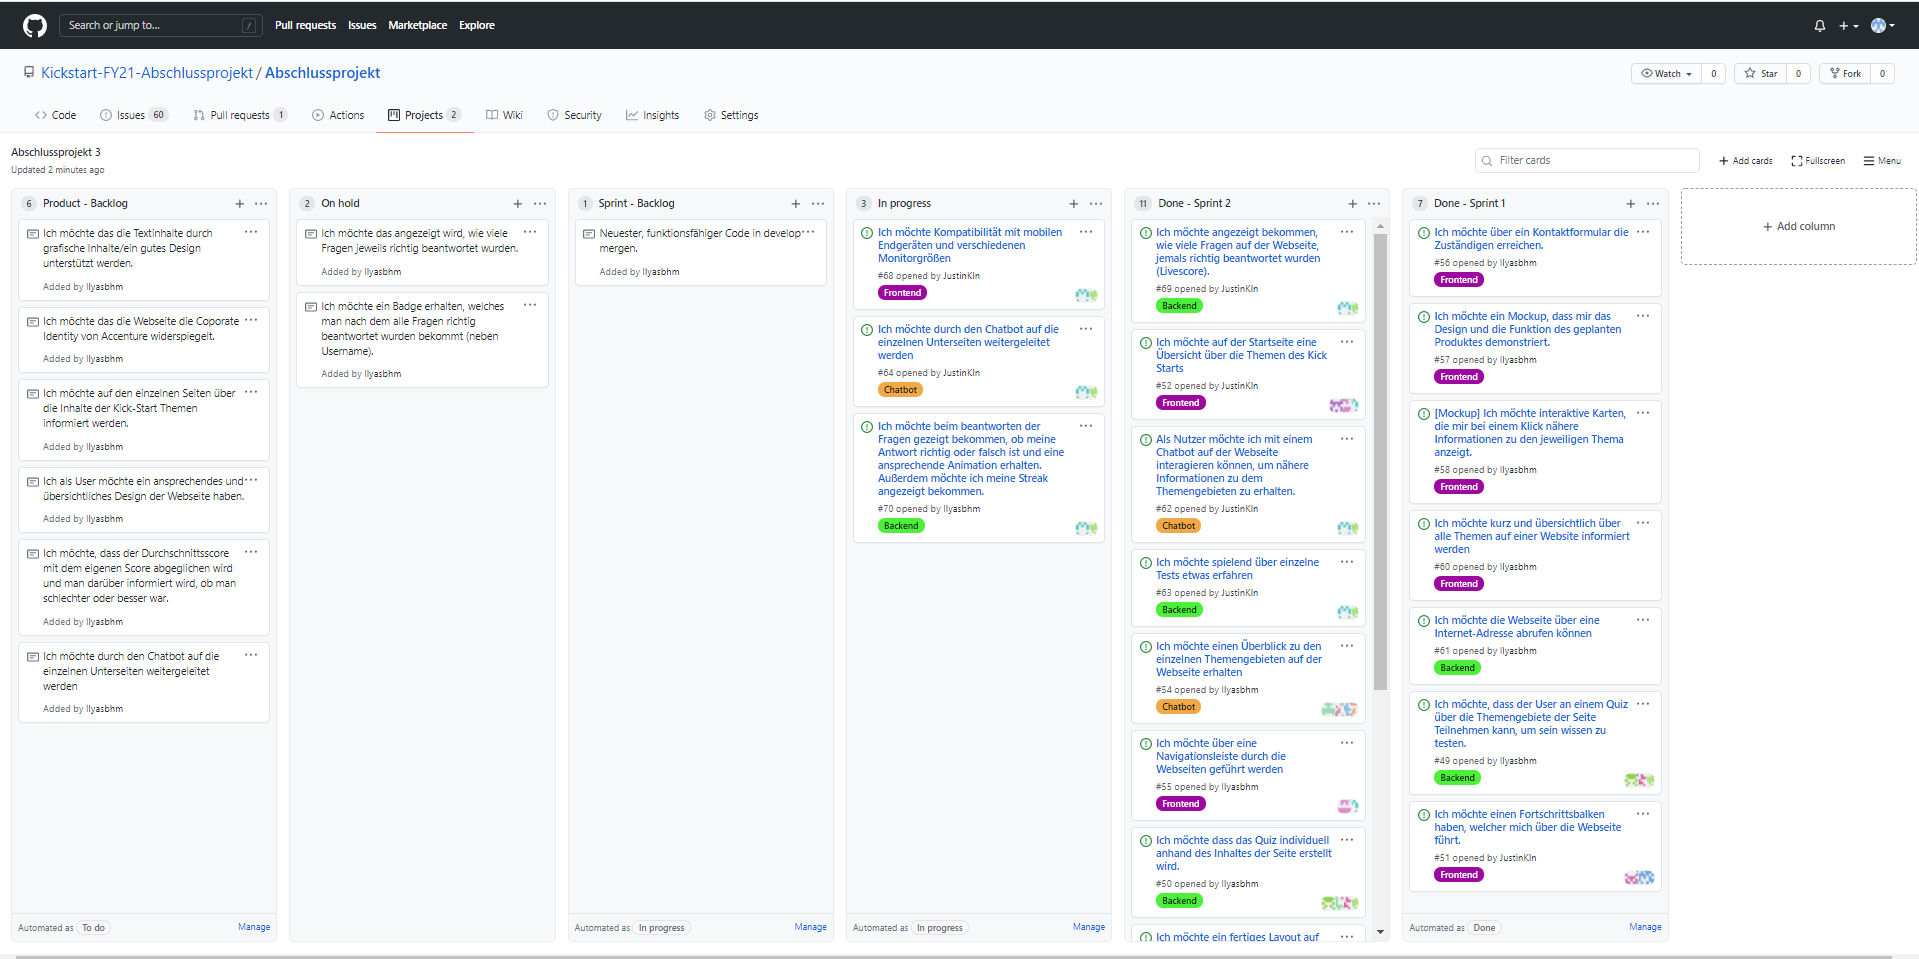 Search or jump to...
/
Pull requests
Issues
Marketplace
Explore
Kickstart-FY21-Abschlussprojekt / Abschlussprojekt
Watch 0
Star 0
Fork 0
Code
Issues 60
Pull requests 1
Actions
Projects 2
Wiki
Security
Insights
Settings
Abschlussprojekt 3
Updated 2 minutes ago
Filter cards
Add cards
Fullscreen
Menu
6 Product - Backlog
Ich möchte das die Textinhalte durch
grafische Inhalte/ein gutes Design
unterstützt werden.
Added by Ilyasbhm
Ich möchte das die Webseite die Coporate
Identity von Accenture widerspiegelt.
Added by Ilyasbhm
Ich möchte auf den einzelnen Seiten über
die Inhalte der Kick-Start Themen
informiert werden.
Added by Ilyasbhm
Ich als User möchte ein ansprechendes und
übersichtliches Design der Webseite haben.
Added by Ilyasbhm
Ich möchte, dass der Durchschnittsscore
mit dem eigenen Score abgeglichen wird
und man darüber informiert wird, ob man
schlechter oder besser war.
Added by Ilyasbhm
Ich möchte durch den Chatbot auf die
einzelnen Unterseiten weitergeleitet
werden
Added by Ilyasbhm
Automated as To do
Manage
2 On hold
Ich möchte das angezeigt wird, wie viele
Fragen jeweils richtig beantwortet wurden.
Added by Ilyasbhm
Ich möchte ein Badge erhalten, welches
man nach dem alle Fragen richtig
beantwortet wurden bekommt (neben
Username).
Added by Ilyasbhm
1 Sprint - Backlog
Neuester, funktionsfähiger Code in develop
mergen.
Added by Ilyasbhm
Automated as In progress
Manage
3 In progress
Ich möchte Kompatibilität mit mobilen
Endgeräten und verschiedenen
Monitorgrößen
#68 opened by JustinKln
Frontend
Ich möchte durch den Chatbot auf die
einzelnen Unterseiten weitergeleitet
werden
#64 opened by JustinKln
Chatbot
Ich möchte beim beantworten der
Fragen gezeigt bekommen, ob meine
Antwort richtig oder falsch ist und eine
ansprechende Animation erhalten.
Außerdem möchte ich meine Streak
angezeigt bekommen.
#70 opened by Ilyasbhm
Backend
Automated as In progress
Manage
11 Done - Sprint 2
Ich möchte angezeigt bekommen,
wie viele Fragen auf der Webseite,
jemals richtig beantwortet wurden
(Livescore).
#69 opened by JustinKln
Backend
Ich möchte auf der Startseite eine
Übersicht über die Themen des Kick
Starts
#52 opened by JustinKln
Frontend
Als Nutzer möchte ich mit einem
Chatbot auf der Webseite
interagieren können, um nähere
Informationen zu dem
Themengebieten zu erhalten.
#62 opened by JustinKln
Chatbot
Ich möchte spielend über einzelne
Tests etwas erfahren
#63 opened by JustinKln
Backend
Ich möchte einen Überblick zu den
einzelnen Themengebieten auf der
Webseite erhalten
#54 opened by Ilyasbhm
Chatbot
Ich möchte über eine
Navigationsleiste durch die
Webseiten geführt werden
#55 opened by Ilyasbhm
Frontend
Ich möchte dass das Quiz individuell
anhand des Inhaltes der Seite erstellt
wird.
#50 opened by Ilyasbhm
Backend
Ich möchte ein fertiges Layout auf
7 Done - Sprint 1
Ich möchte über ein Kontaktformular die
Zuständigen erreichen.
#56 opened by Ilyasbhm
Frontend
Ich möchte ein Mockup, dass mir das
Design und die Funktion des geplanten
Produktes demonstriert.
#57 opened by Ilyasbhm
Frontend
[Mockup] Ich möchte interaktive Karten,
die mir bei einem Klick nähere
Informationen zu den jeweiligen Thema
anzeigt.
#58 opened by Ilyasbhm
Frontend
Ich möchte kurz und übersichtlich über
alle Themen auf einer Website informiert
werden
#60 opened by Ilyasbhm
Frontend
Ich möchte die Webseite über eine
Internet-Adresse abrufen können
#61 opened by Ilyasbhm
Backend
Ich möchte, dass der User an einem Quiz
über die Themengebiete der Seite
Teilnehmen kann, um sein wissen zu
testen.
#49 opened by Ilyasbhm
Backend
Ich möchte einen Fortschrittsbalken
haben, welcher mich über die Webseite
führt.
#51 opened by JustinKln
Frontend
Automated as Done
Manage
Add column